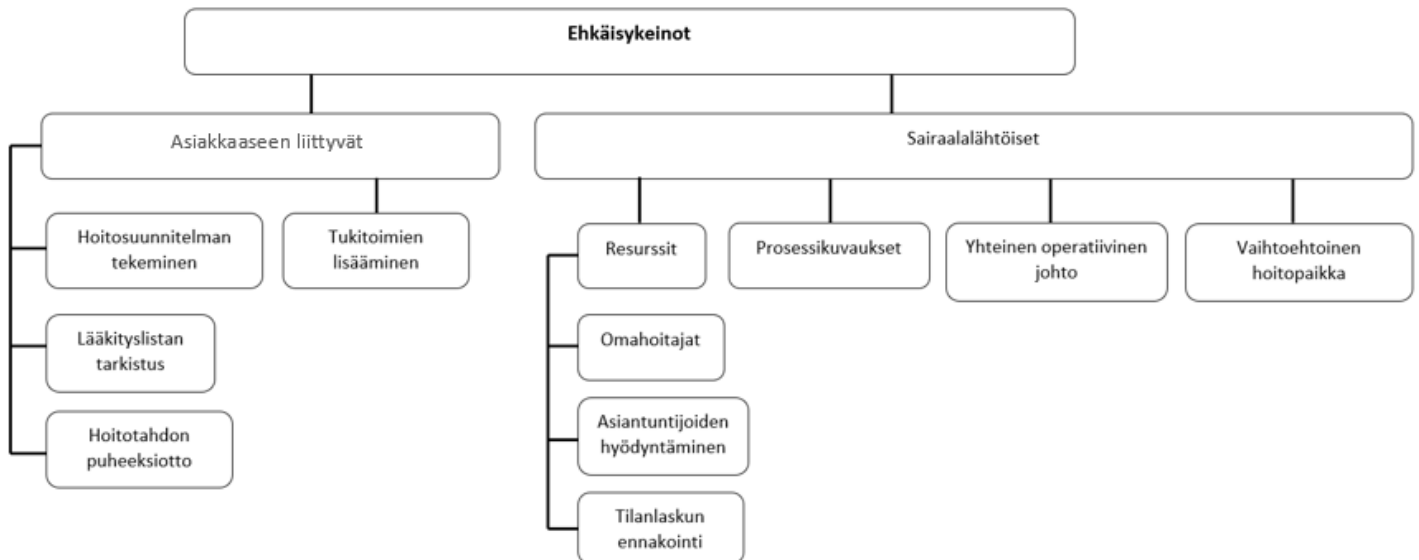 Ehkäisykeinot
Asiakkaaseen liittyvät
Sairaalalähtöiset
Hoitosuunnitelman
tekeminen
Tukitoimien
lisääminen
Resurssit
Prosessikuvaukset
Yhteinen operatiivinen
johto
Vaihtoehtoinen
hoitopaikka
Lääkityslistan
tarkistus
Omahoitajat
Hoitotahdon
puheeksiotto
Asiantuntijoiden
hyödyntäminen
Tilanlaskun
ennakointi